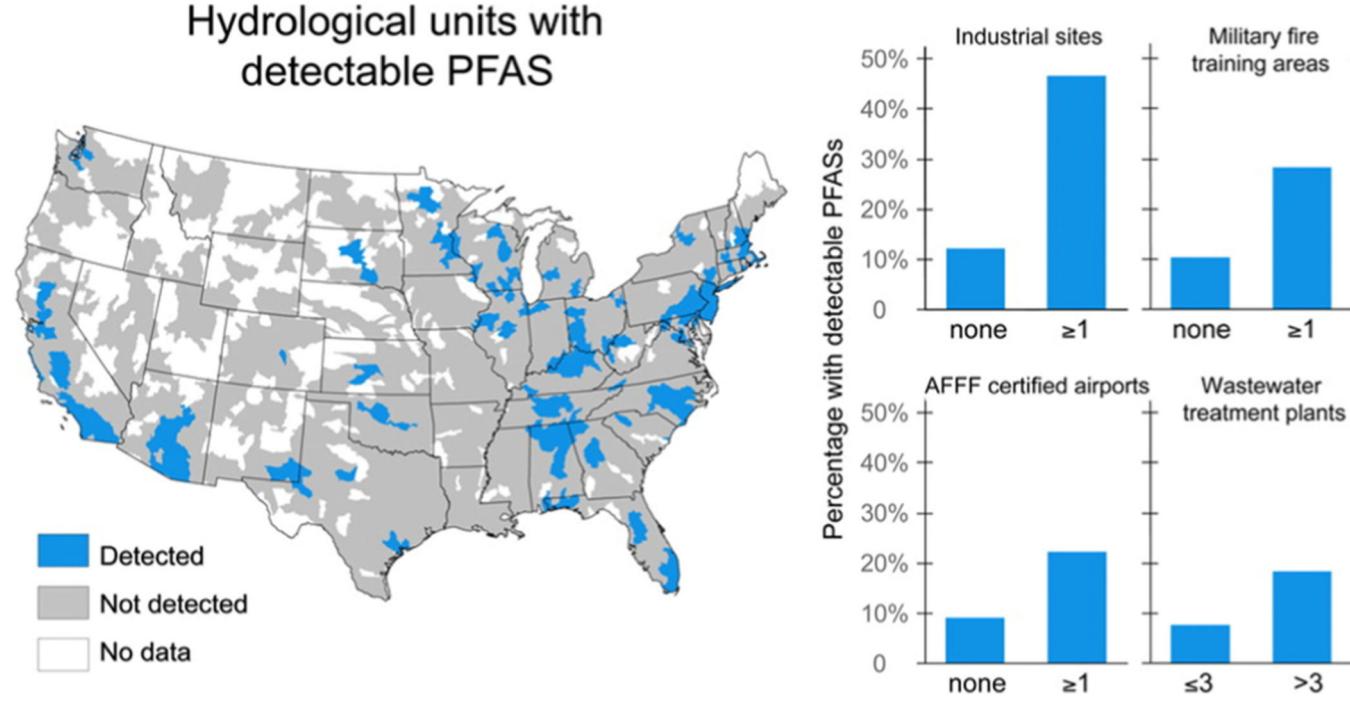 Hydrological units with
detectable PFAS
Detected
Not detected
No data
Percentage with detectable PFASs
Industrial sites
50%
40%
30%
20%
10%
0
none
≥1
Military fire
training areas
none
≥1
AFFF certified airports
50%
40%
30%
20%
10%
0
none
≥1
Wastewater
treatment plants
≤3
>3